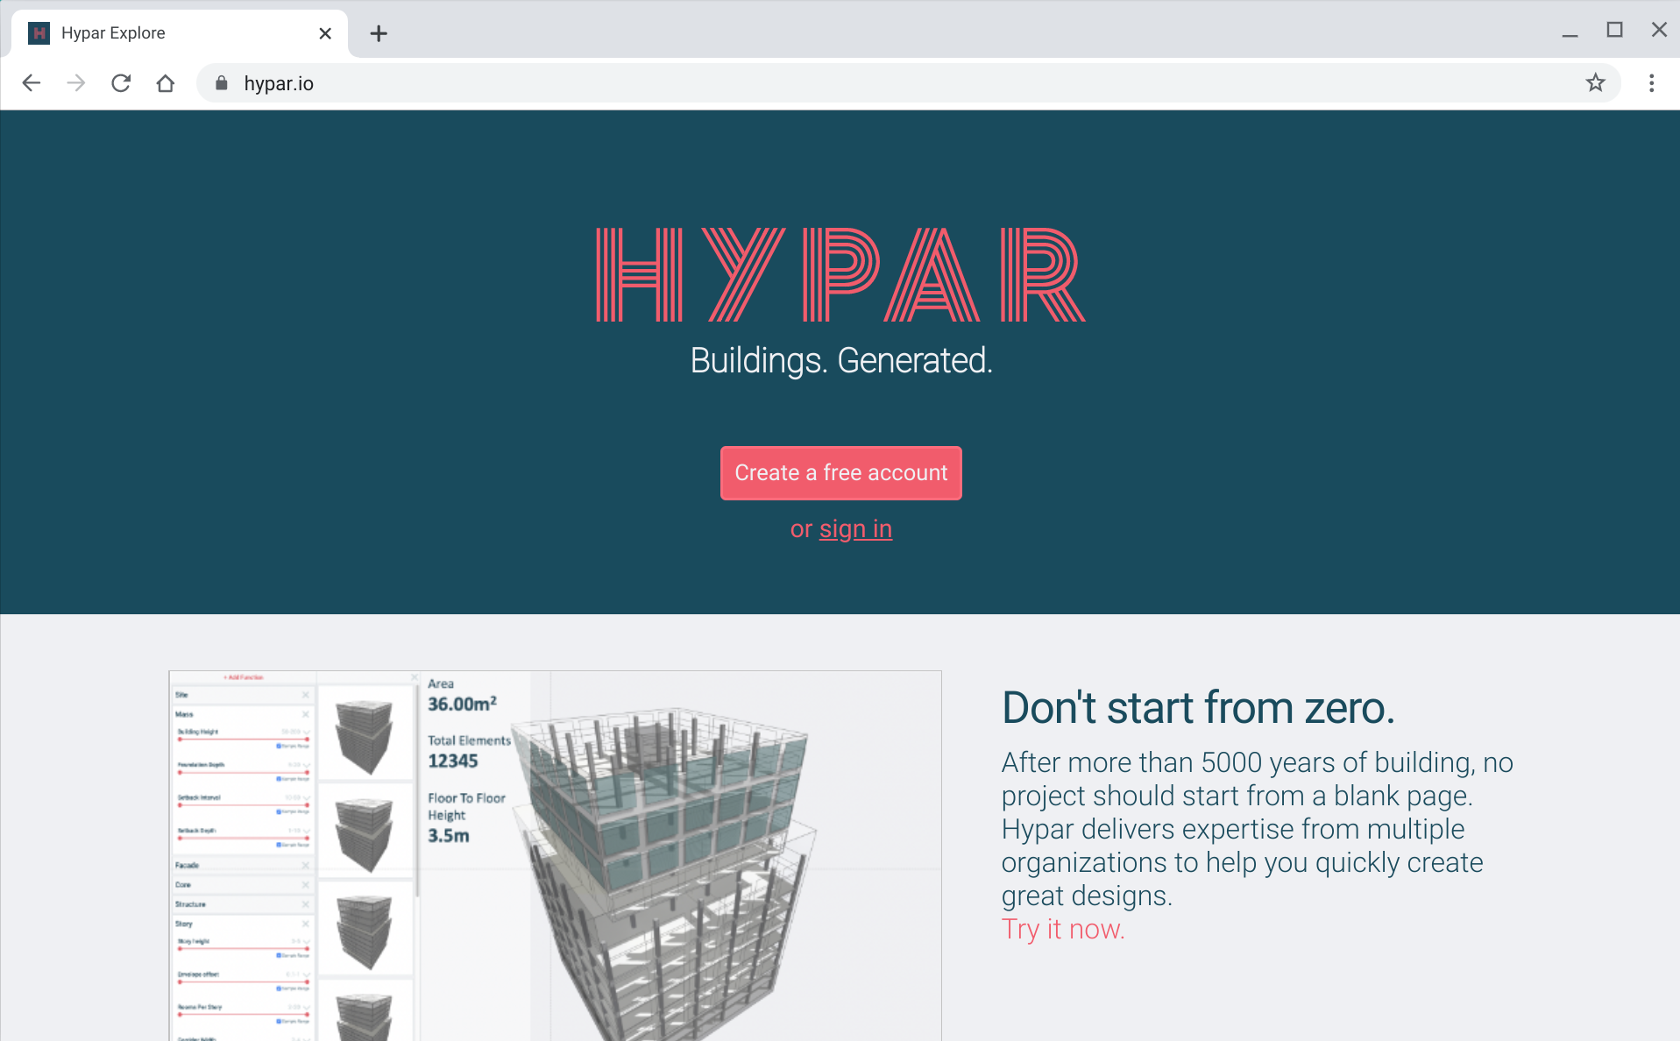 Hypar Explore
hypar.io
HYPAR
Buildings. Generated.
Create a free account
or sign in
+ Add Function
Site
Mass
Building Height
Foundation Depth
Setback Interval
Setback Depth
Facade
Core
Structure
Story
Story height
Envelope offset
Rooms Per Story
Area
36.00m²
Total Elements
12345
Floor To Floor
Height
3.5m
Don't start from zero.
After more than 5000 years of building, no
project should start from a blank page.
Hypar delivers expertise from multiple
organizations to help you quickly create
great designs.
Try it now.